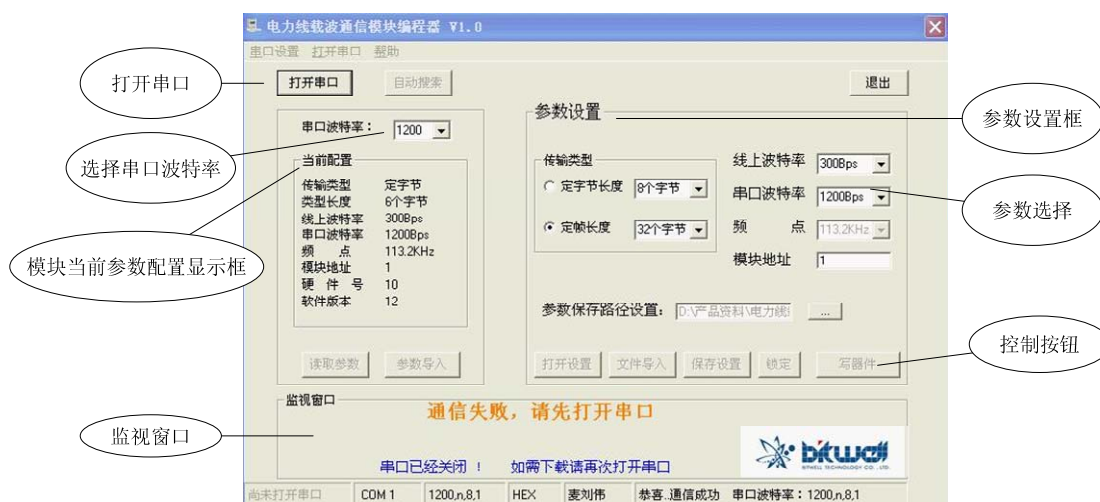 电力线载波通信模块编程器 V1.0
串口设置 打开串口 帮助
打开串口
打开串口 自动搜索 退出
参数设置
参数设置框
串口波特率： 1200
选择串口波特率
当前配置
传输类型 定字节
类型长度 6个字节
线上波特率 300Bps
串口波特率 1200Bps
频 点 113.2KHz
模块地址 1
硬 件 号 10
软件版本 12
模块当前参数配置显示框
传输类型
定字节长度 8个字节
定帧长度 32个字节
线上波特率 300Bps
串口波特率 1200Bps
频 点 113.2KHz
模块地址 1
参数选择
参数保存路径设置： D:\产品资料\电力线 ...
读取参数 参数导入
打开设置 文件导入 保存设置 锁定 写器件
控制按钮
监视窗口
监视窗口
通信失败，请先打开串口
串口已经关闭 ！ 如需下载请再次打开串口
bitwell
BITWELL TECHNOLOGY CO., LTD.
尚未打开串口 COM 1 1200,n,8,1 HEX 麦刘伟 恭喜..通信成功 串口波特率：1200,n,8,1